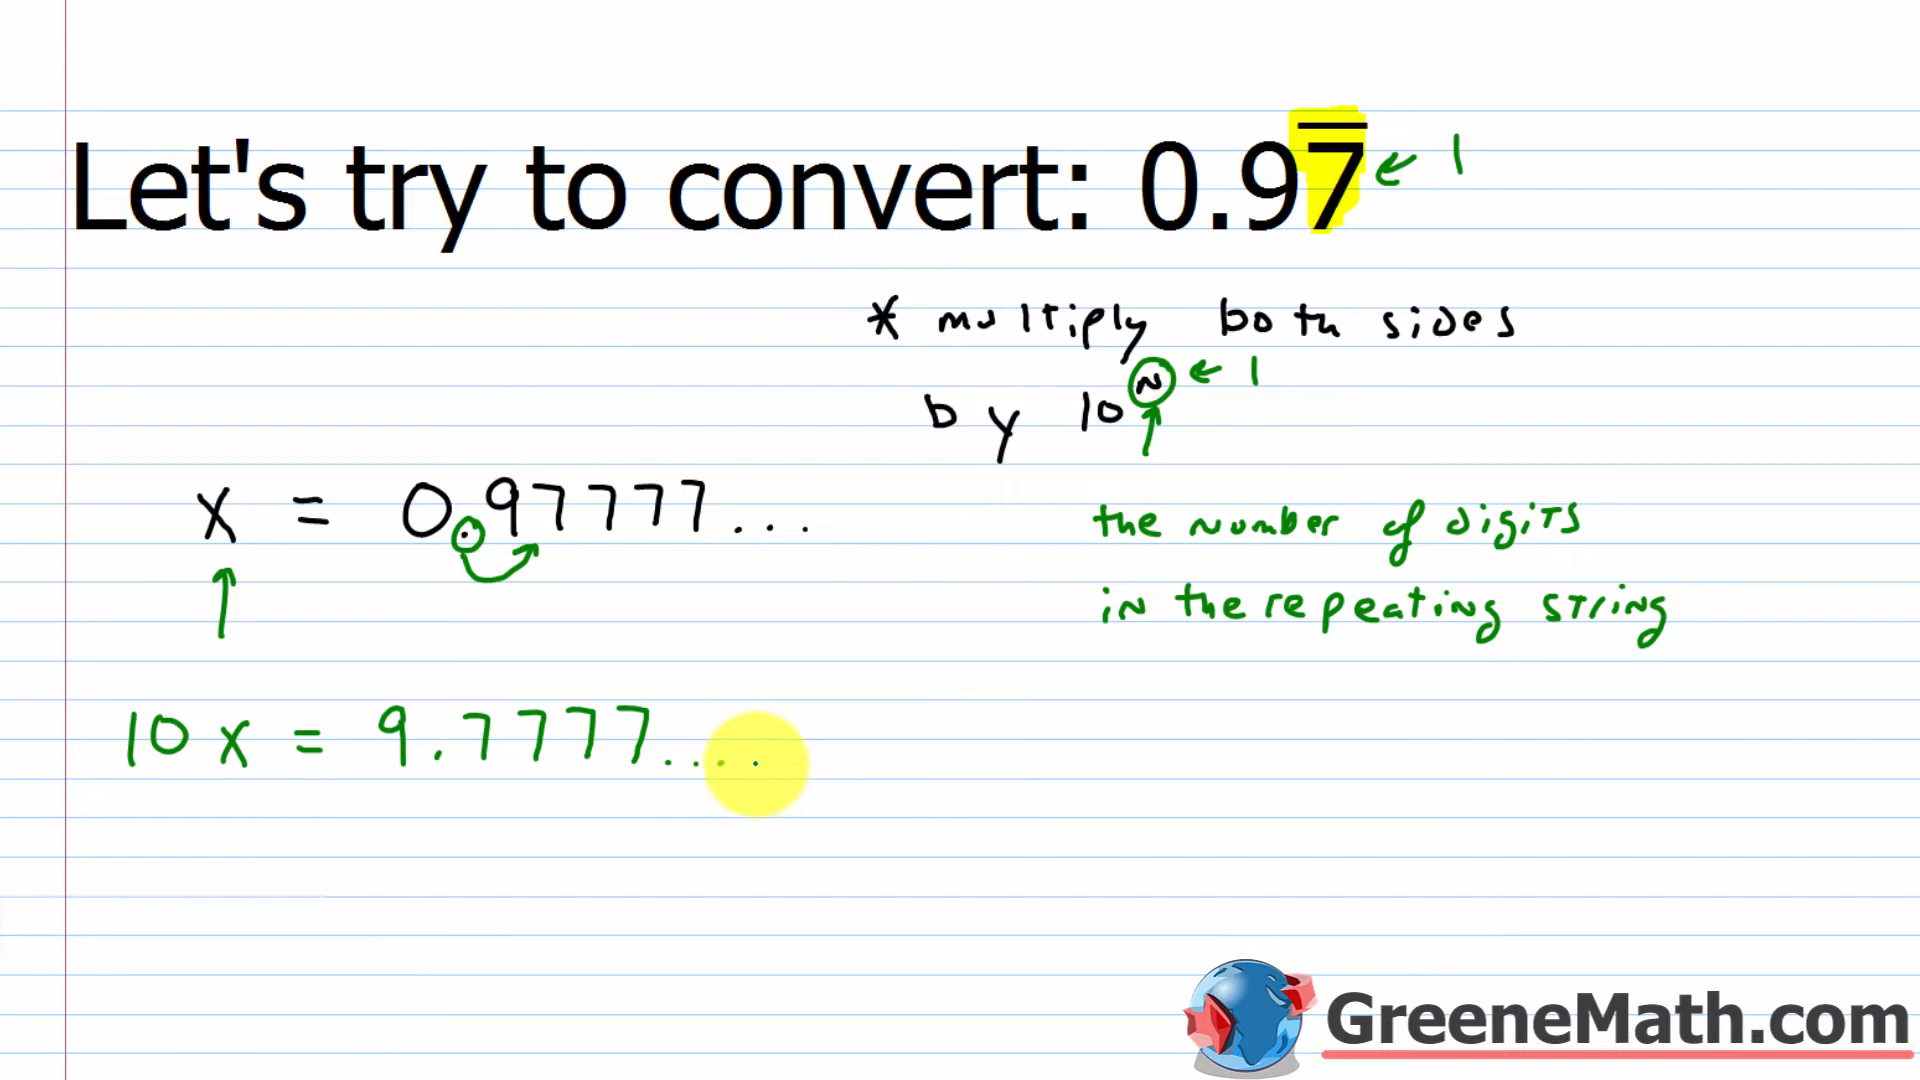 Let's try to convert: 0.97̅ ← 1
* multiply both sides
by 10ⁿ ← 1
x = 0.97777...
the number of digits
in the repeating string
10x = 9.7777....
GreeneMath.com